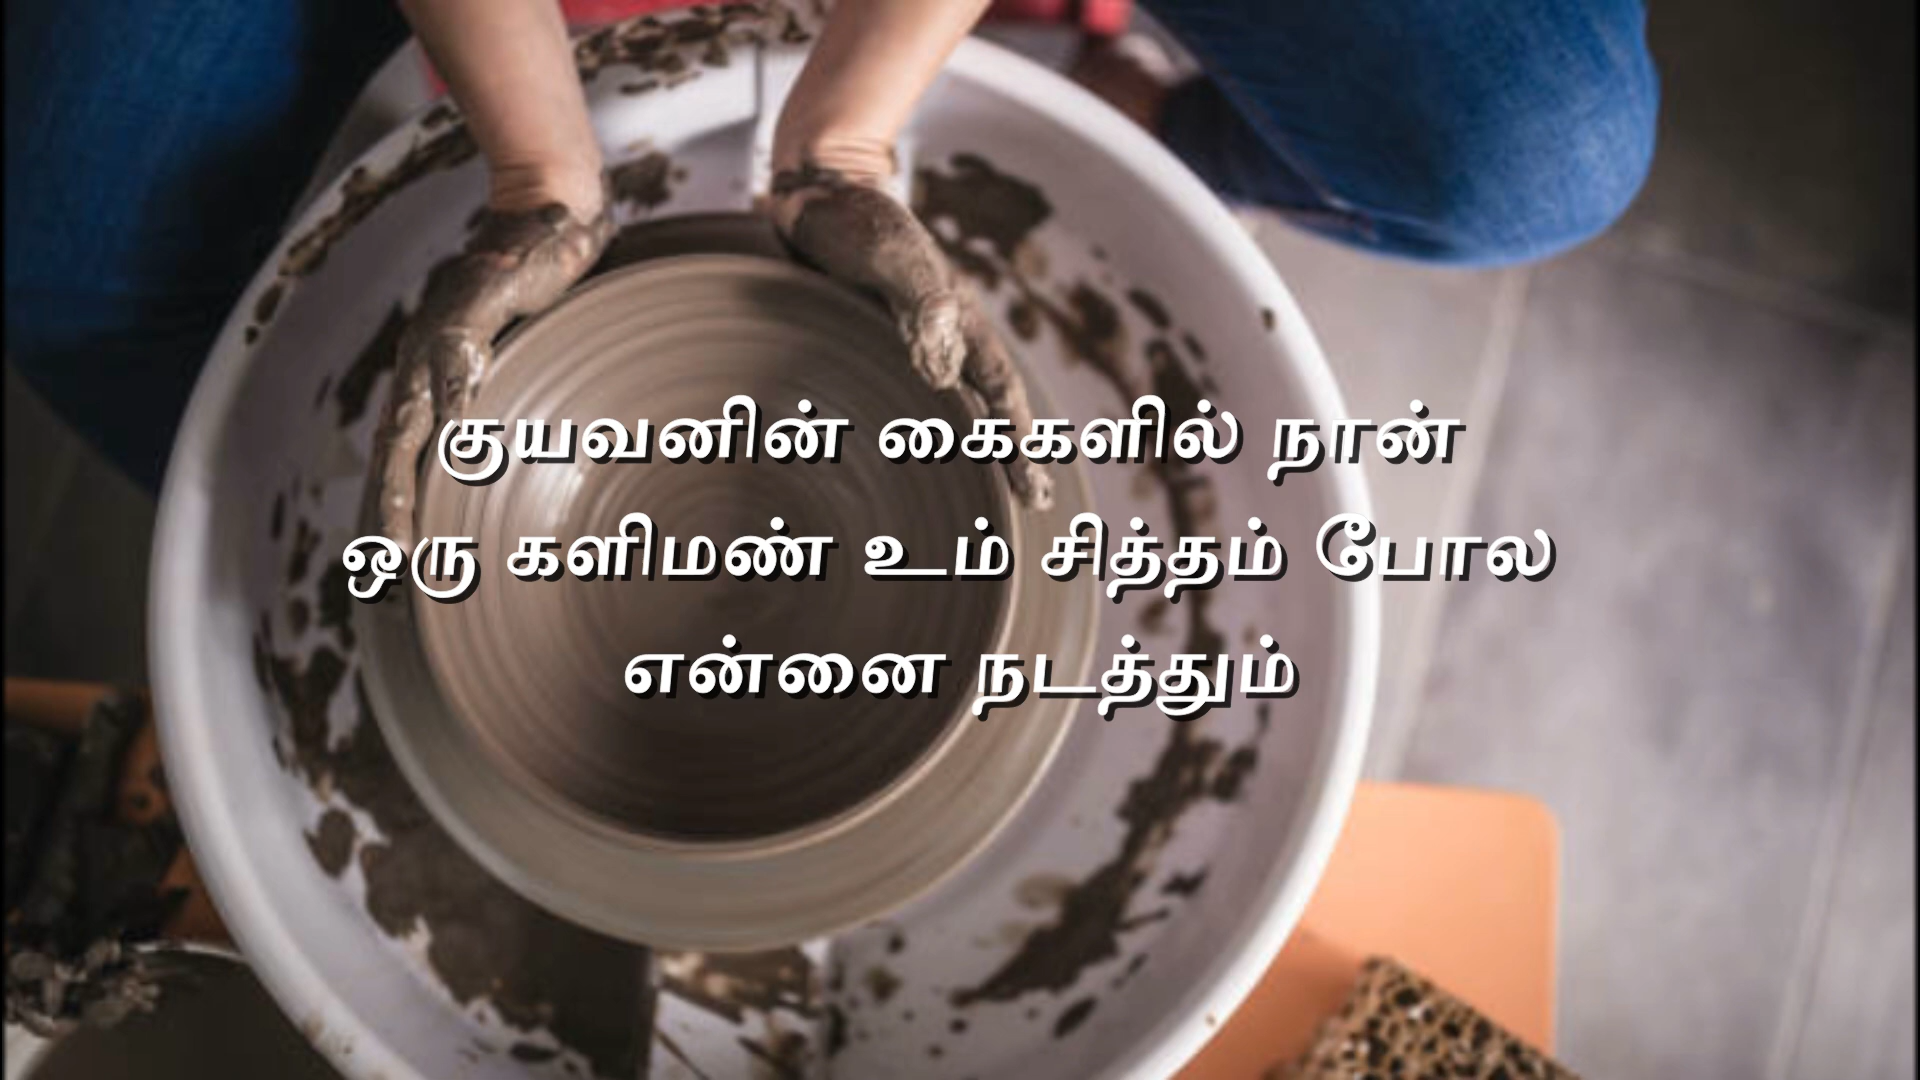 குயவனின் கைகளில் நான்
ஒரு களிமண் உம் சித்தம் போல
என்னை நடத்தும்